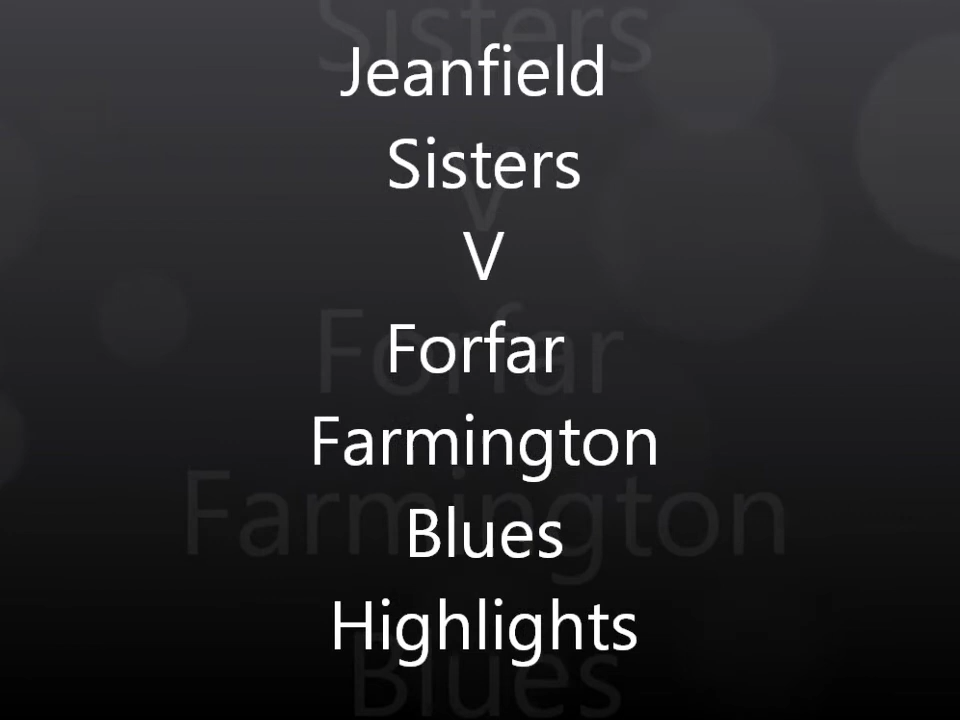 Jeanfield
Sisters
V
Forfar
Farmington
Blues
Highlights